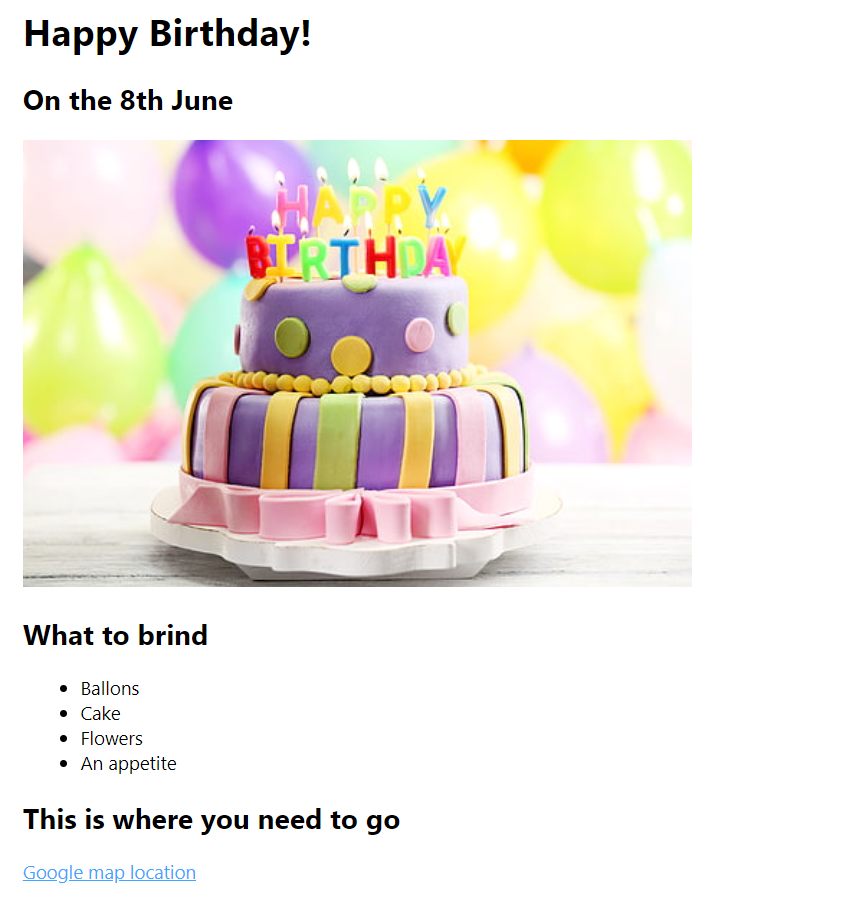 Happy Birthday!
On the 8th June
HAPPY
BIRTHDAY
What to brind
Ballons
Cake
Flowers
An appetite
This is where you need to go
Google map location